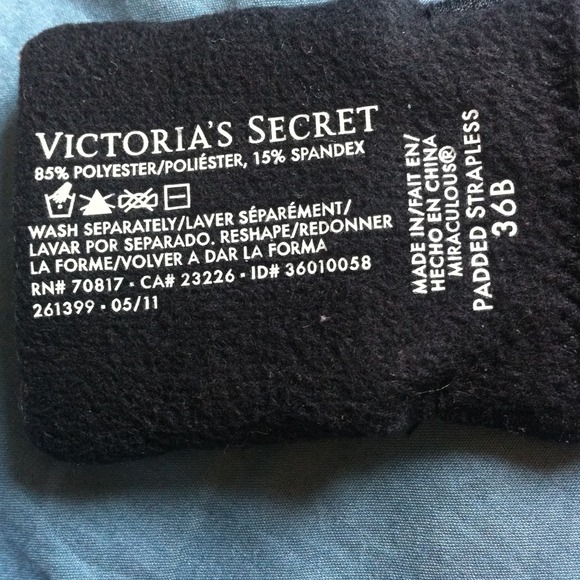 VICTORIA'S SECRET
85% POLYESTER/POLIÉSTER, 15% SPANDEX
WASH SEPARATELY/LAVER SÉPARÉMENT/
LAVAR POR SEPARADO. RESHAPE/REDONNER
LA FORME/VOLVER A DAR LA FORMA
RN# 70817 • CA# 23226 • ID# 36010058
261399 • 05/11
MADE IN/FAIT EN/
HECHO EN CHINA
MIRACULOUS®
PADDED STRAPLESS
36B